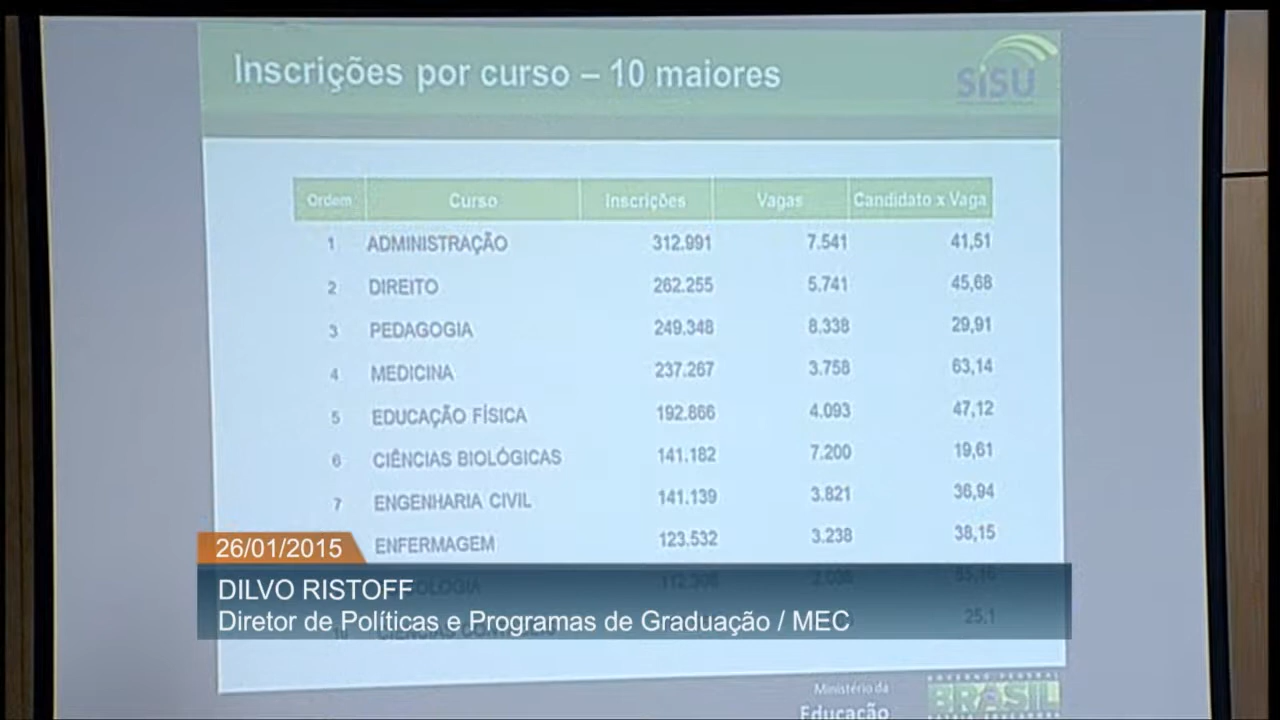 Inscrições por curso – 10 maiores
SiSU
Ordem Curso Inscrições Vagas Candidato x Vaga
1 ADMINISTRAÇÃO 312.991 7.541 41,51
2 DIREITO 262.255 5.741 45,68
3 PEDAGOGIA 249.348 8.338 29,91
4 MEDICINA 237.267 3.758 63,14
5 EDUCAÇÃO FÍSICA 192.866 4.093 47,12
6 CIÊNCIAS BIOLÓGICAS 141.182 7.200 19,61
7 ENGENHARIA CIVIL 141.139 3.821 36,94
ENFERMAGEM 123.532 3.238 38,15
25,1
26/01/2015
DILVO RISTOFF
Diretor de Políticas e Programas de Graduação / MEC
Ministério da
Educação
GOVERNO FEDERAL
BRASIL